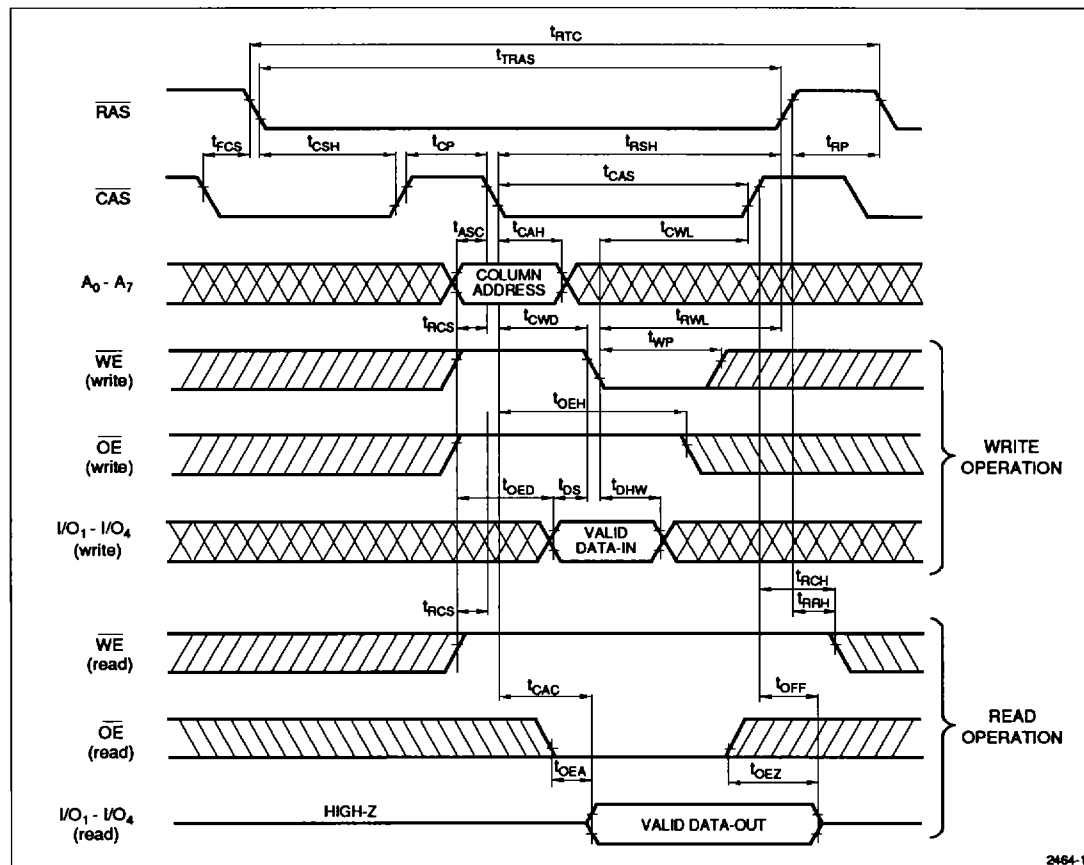 tRTC
tTRAS
RAS
tFCS
tCSH
tCP
tRSH
tRP
CAS
tCAS
tASC
tCAH
tCWL
A0 - A7
COLUMN
ADDRESS
tRCS
tCWD
tRWL
tWP
WE
(write)
tOEH
OE
(write)
WRITE
OPERATION
tOED
tDS
tDHW
I/O1 - I/O4
(write)
VALID
DATA-IN
tRCH
tRRH
tRCS
WE
(read)
tCAC
tOFF
OE
(read)
READ
OPERATION
tOEA
tOEZ
I/O1 - I/O4
(read)
HIGH-Z
VALID DATA-OUT